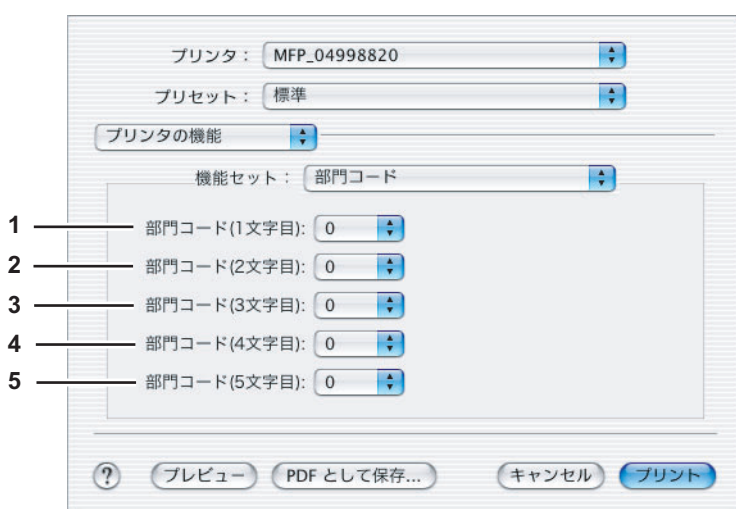 プリンタ： MFP_04998820
プリセット： 標準
プリンタの機能
機能セット： 部門コード
1 部門コード(1文字目): 0
2 部門コード(2文字目): 0
3 部門コード(3文字目): 0
4 部門コード(4文字目): 0
5 部門コード(5文字目): 0
? プレビュー PDF として保存... キャンセル プリント